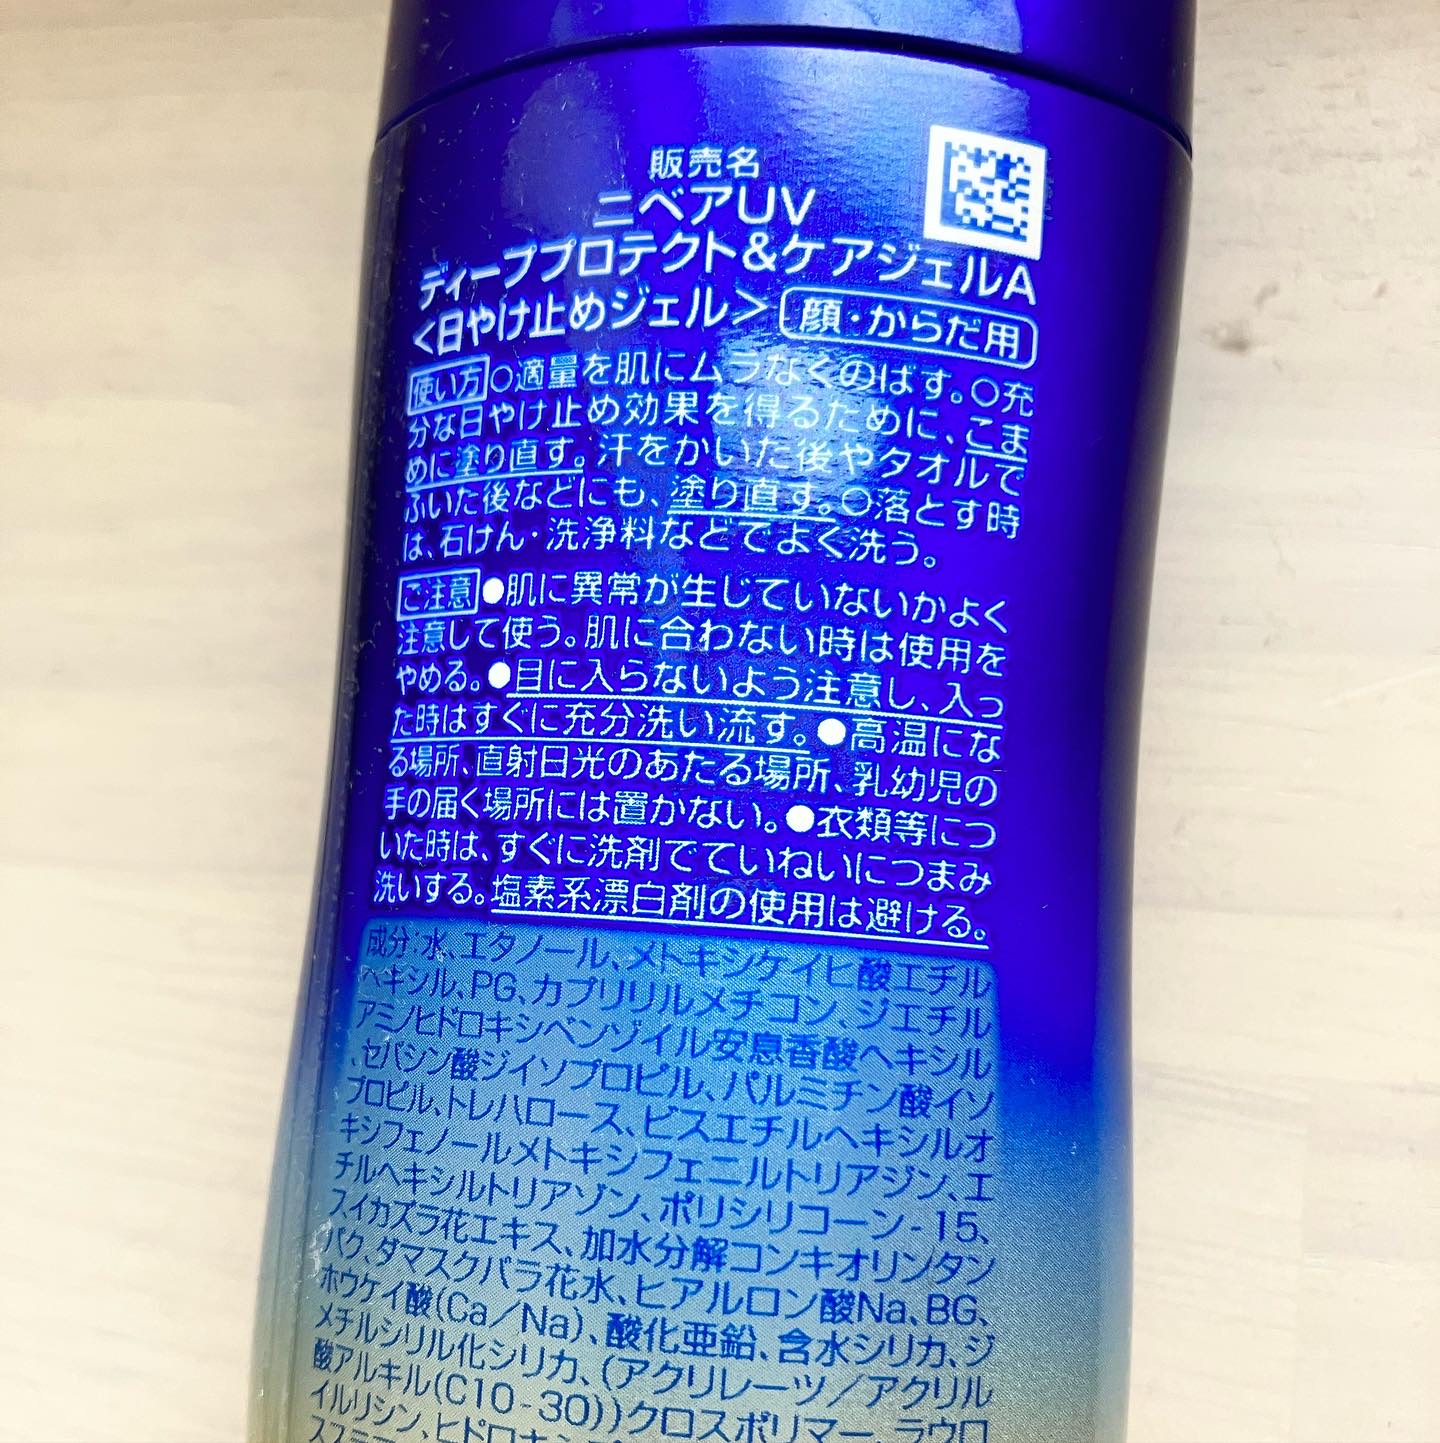 販売名
ニベアUV
ディーププロテクト&ケアジェルA
<日やけ止めジェル> 顔・からだ用
使い方 ○適量を肌にムラなくのばす。○充
分な日やけ止め効果を得るために、こま
めに塗り直す。汗をかいた後やタオルで
ふいた後などにも、塗り直す。○落とす時
は、石けん・洗浄料などでよく洗う。
ご注意 ●肌に異常が生じていないかよく
注意して使う。肌に合わない時は使用を
やめる。●目に入らないよう注意し、入っ
た時はすぐに充分洗い流す。●高温にな
る場所、直射日光のあたる場所、乳幼児の
手の届く場所には置かない。●衣類等につ
いた時は、すぐに洗剤でていねいにつまみ
洗いする。塩素系漂白剤の使用は避ける。
成分:水、エタノール、メトキシケイヒ酸エチル
ヘキシル、PG、カプリリルメチコン、ジエチル
アミノヒドロキシベンゾイル安息香酸ヘキシル
、セバシン酸ジイソプロピル、パルミチン酸イソ
プロピル、トレハロース、ビスエチルヘキシルオ
キシフェノールメトキシフェニルトリアジン、エ
チルヘキシルトリアゾン、ポリシリコーン-15、
スイカズラ花エキス、加水分解コンキオリンタン
パク、ダマスクバラ花水、ヒアルロン酸Na、BG、
ホウケイ酸(Ca/Na)、酸化亜鉛、含水シリカ、ジ
メチルシリル化シリカ、(アクリレーツ/アクリル
酸アルキル(C10-30))クロスポリマー、ラウロ
イルリシン、ヒドロキシプ